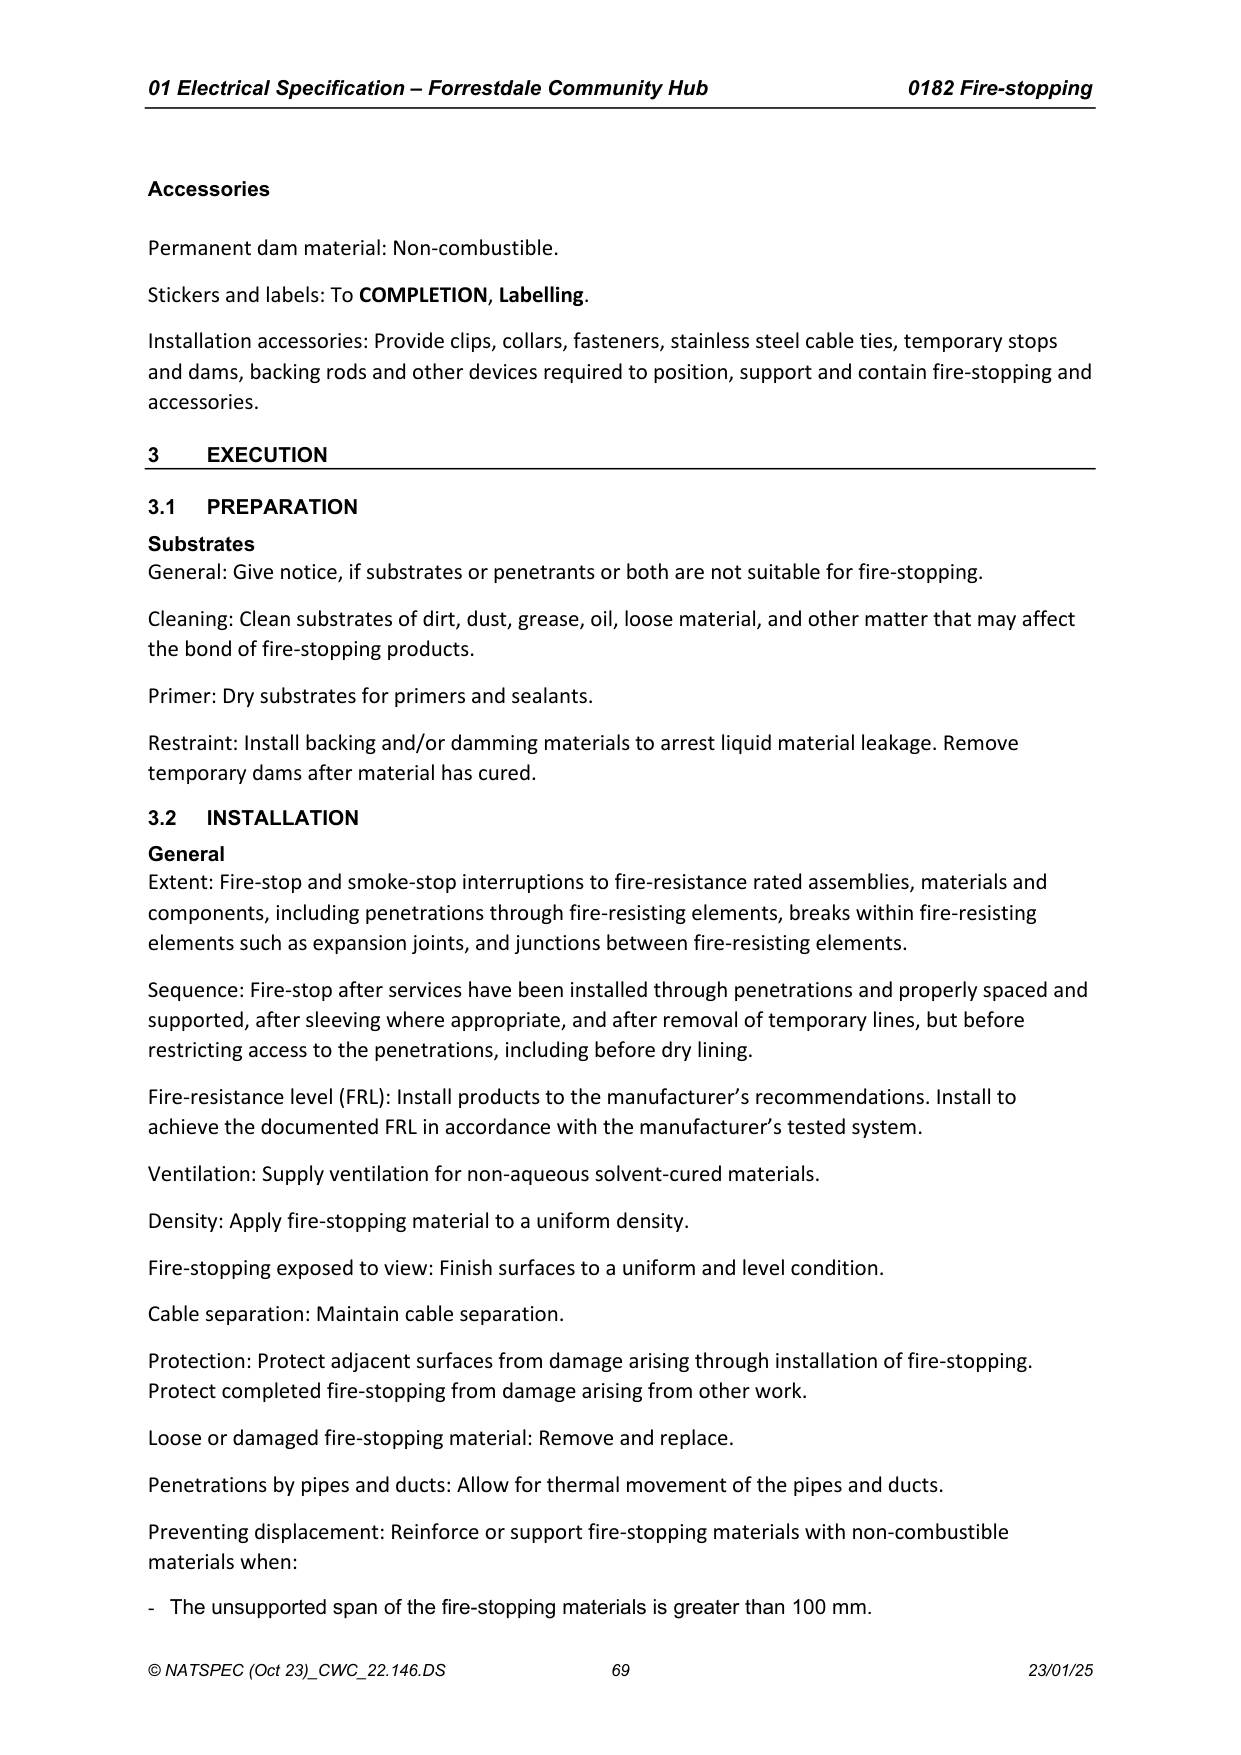 01 Electrical Specification – Forrestdale Community Hub 0182 Fire-stopping
Accessories
Permanent dam material: Non-combustible.
Stickers and labels: To COMPLETION, Labelling.
Installation accessories: Provide clips, collars, fasteners, stainless steel cable ties, temporary stops
and dams, backing rods and other devices required to position, support and contain fire-stopping and
accessories.
3 EXECUTION
3.1 PREPARATION
Substrates
General: Give notice, if substrates or penetrants or both are not suitable for fire-stopping.
Cleaning: Clean substrates of dirt, dust, grease, oil, loose material, and other matter that may affect
the bond of fire-stopping products.
Primer: Dry substrates for primers and sealants.
Restraint: Install backing and/or damming materials to arrest liquid material leakage. Remove
temporary dams after material has cured.
3.2 INSTALLATION
General
Extent: Fire-stop and smoke-stop interruptions to fire-resistance rated assemblies, materials and
components, including penetrations through fire-resisting elements, breaks within fire-resisting
elements such as expansion joints, and junctions between fire-resisting elements.
Sequence: Fire-stop after services have been installed through penetrations and properly spaced and
supported, after sleeving where appropriate, and after removal of temporary lines, but before
restricting access to the penetrations, including before dry lining.
Fire-resistance level (FRL): Install products to the manufacturer’s recommendations. Install to
achieve the documented FRL in accordance with the manufacturer’s tested system.
Ventilation: Supply ventilation for non-aqueous solvent-cured materials.
Density: Apply fire-stopping material to a uniform density.
Fire-stopping exposed to view: Finish surfaces to a uniform and level condition.
Cable separation: Maintain cable separation.
Protection: Protect adjacent surfaces from damage arising through installation of fire-stopping.
Protect completed fire-stopping from damage arising from other work.
Loose or damaged fire-stopping material: Remove and replace.
Penetrations by pipes and ducts: Allow for thermal movement of the pipes and ducts.
Preventing displacement: Reinforce or support fire-stopping materials with non-combustible
materials when:
- The unsupported span of the fire-stopping materials is greater than 100 mm.
© NATSPEC (Oct 23)_CWC_22.146.DS 69 23/01/25